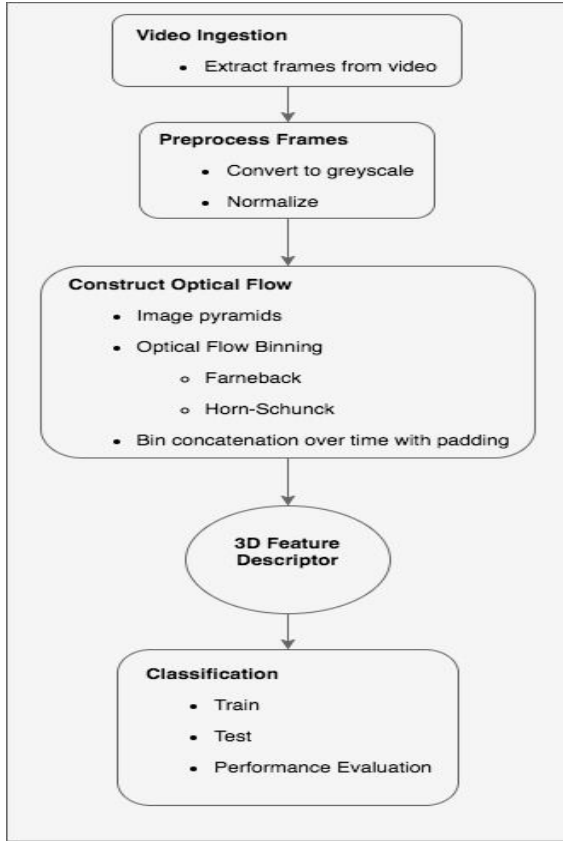 Video Ingestion
• Extract frames from video
Preprocess Frames
• Convert to greyscale
• Normalize
Construct Optical Flow
• Image pyramids
• Optical Flow Binning
o Farneback
o Horn-Schunck
• Bin concatenation over time with padding
3D Feature
Descriptor
Classification
• Train
• Test
• Performance Evaluation